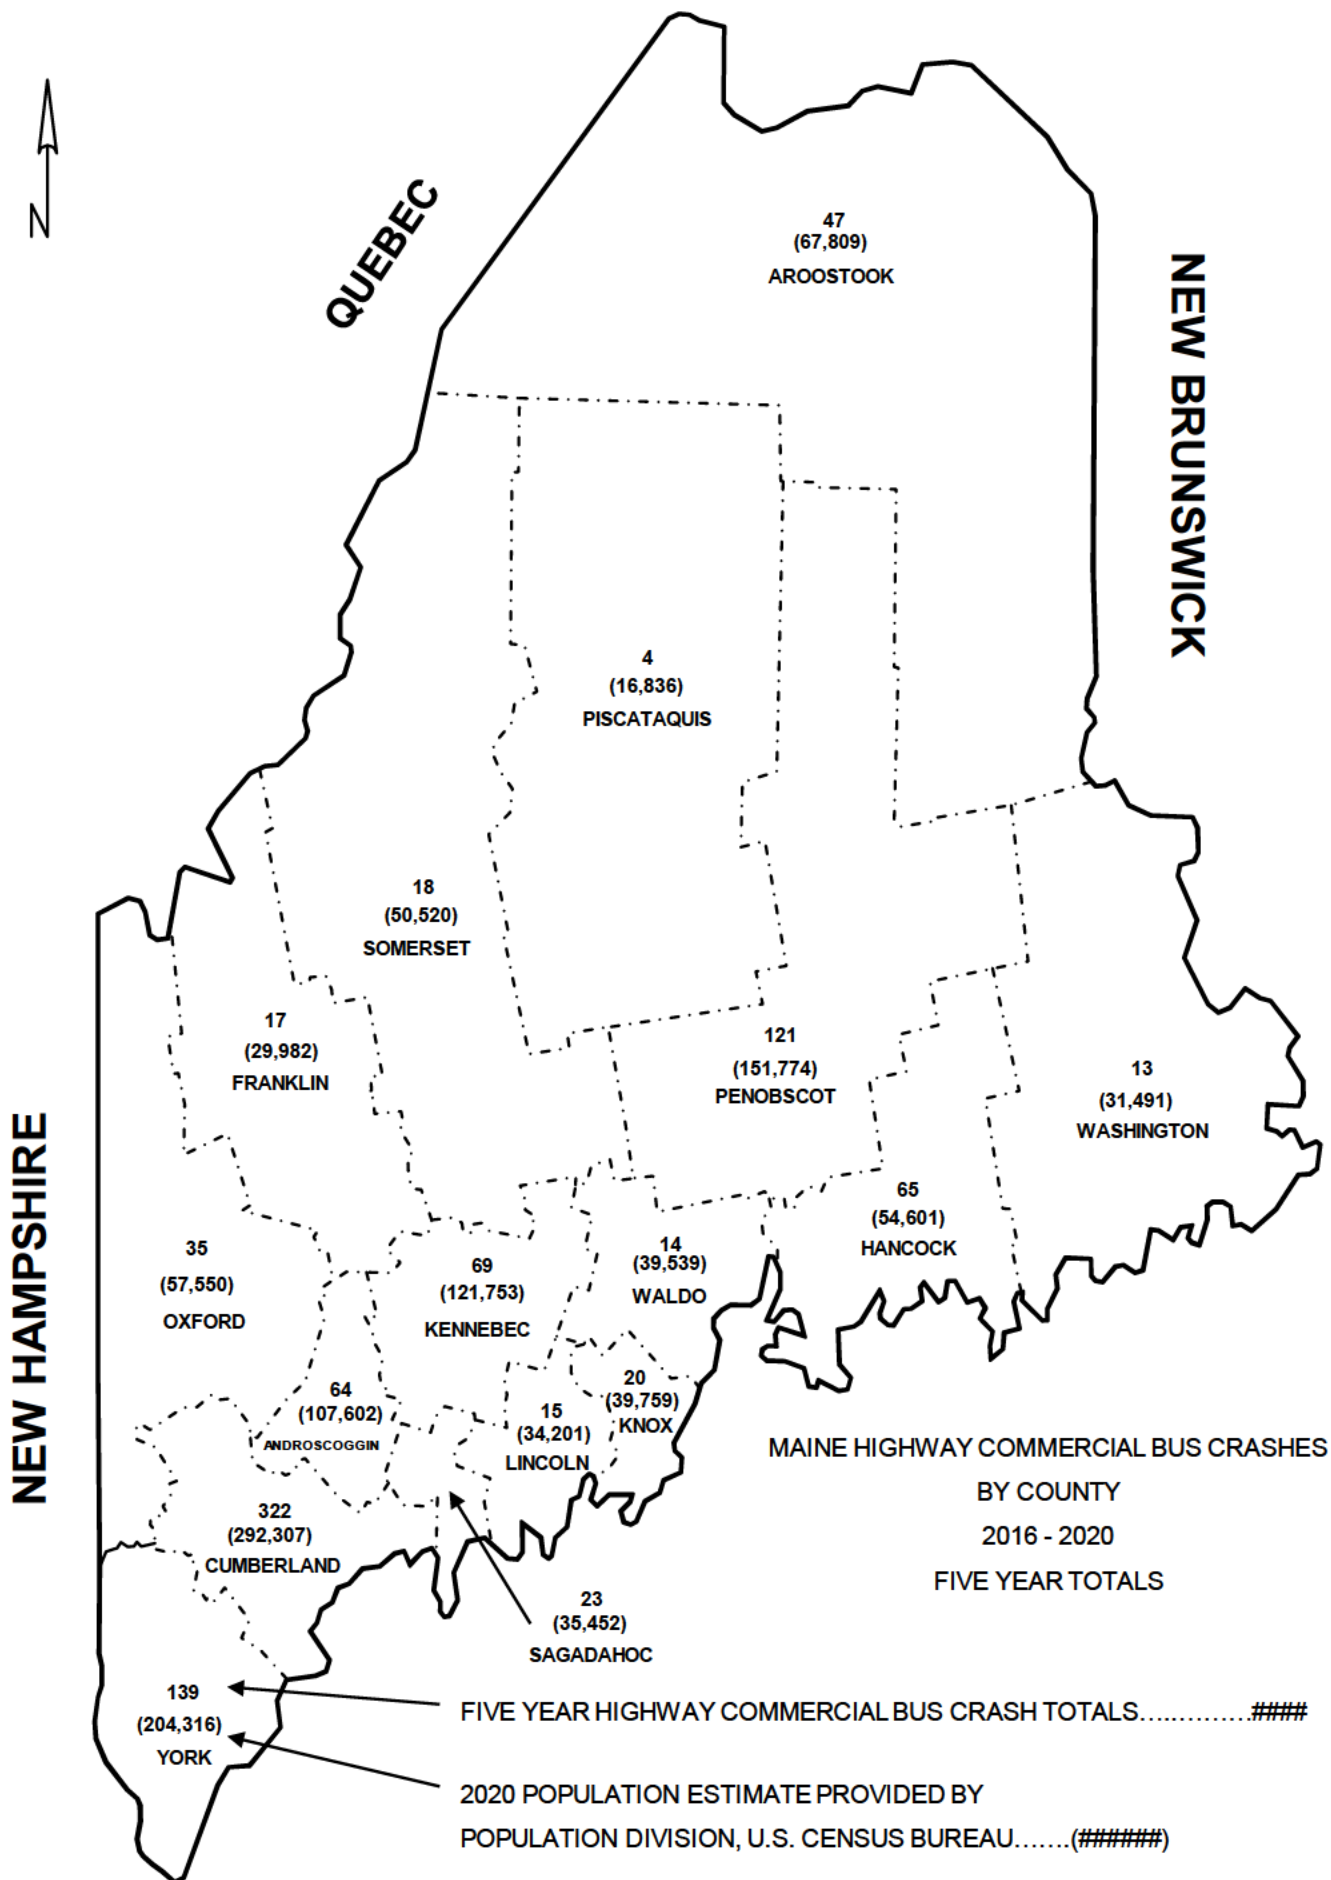 N
QUEBEC
NEW BRUNSWICK
NEW HAMPSHIRE
47
(67,809)
AROOSTOOK
4
(16,836)
PISCATAQUIS
18
(50,520)
SOMERSET
17
(29,982)
FRANKLIN
121
(151,774)
PENOBSCOT
13
(31,491)
WASHINGTON
65
(54,601)
HANCOCK
35
(57,550)
OXFORD
69
(121,753)
KENNEBEC
14
(39,539)
WALDO
64
(107,602)
ANDROSCOGGIN
15
(34,201)
LINCOLN
20
(39,759)
KNOX
322
(292,307)
CUMBERLAND
23
(35,452)
SAGADAHOC
139
(204,316)
YORK
MAINE HIGHWAY COMMERCIAL BUS CRASHES
BY COUNTY
2016 - 2020
FIVE YEAR TOTALS
FIVE YEAR HIGHWAY COMMERCIAL BUS CRASH TOTALS..............####
2020 POPULATION ESTIMATE PROVIDED BY
POPULATION DIVISION, U.S. CENSUS BUREAU.......(######)